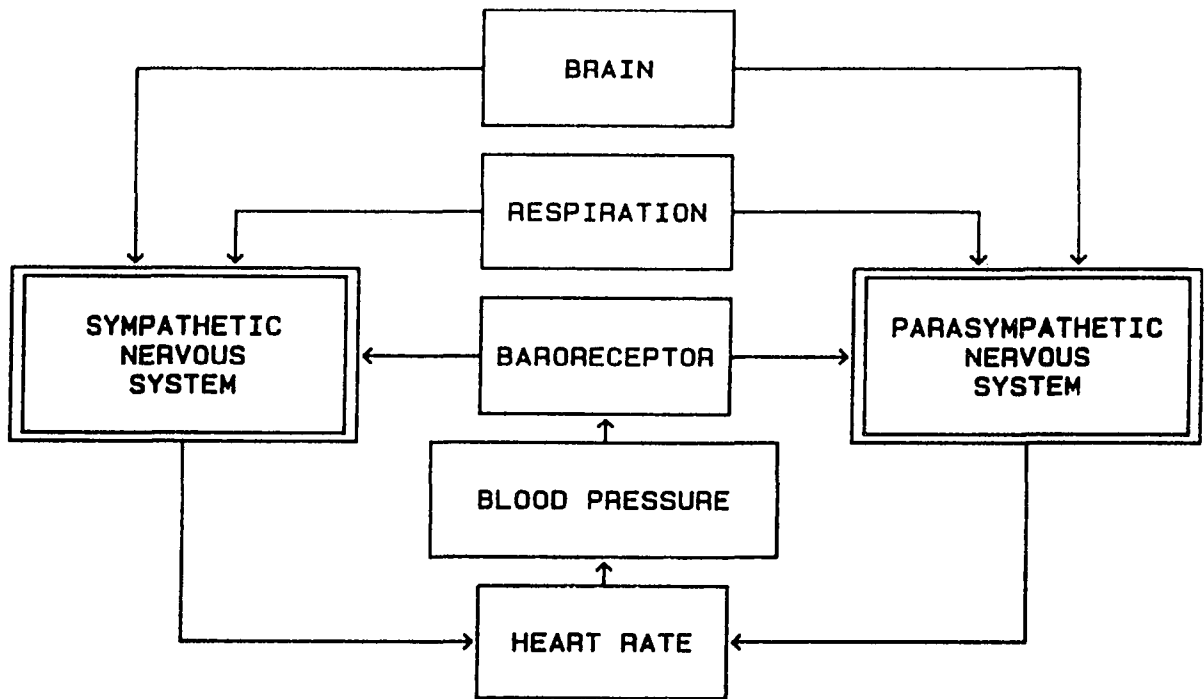 BRAIN
RESPIRATION
SYMPATHETIC
NERVOUS
SYSTEM
BARORECEPTOR
PARASYMPATHETIC
NERVOUS
SYSTEM
BLOOD PRESSURE
HEART RATE